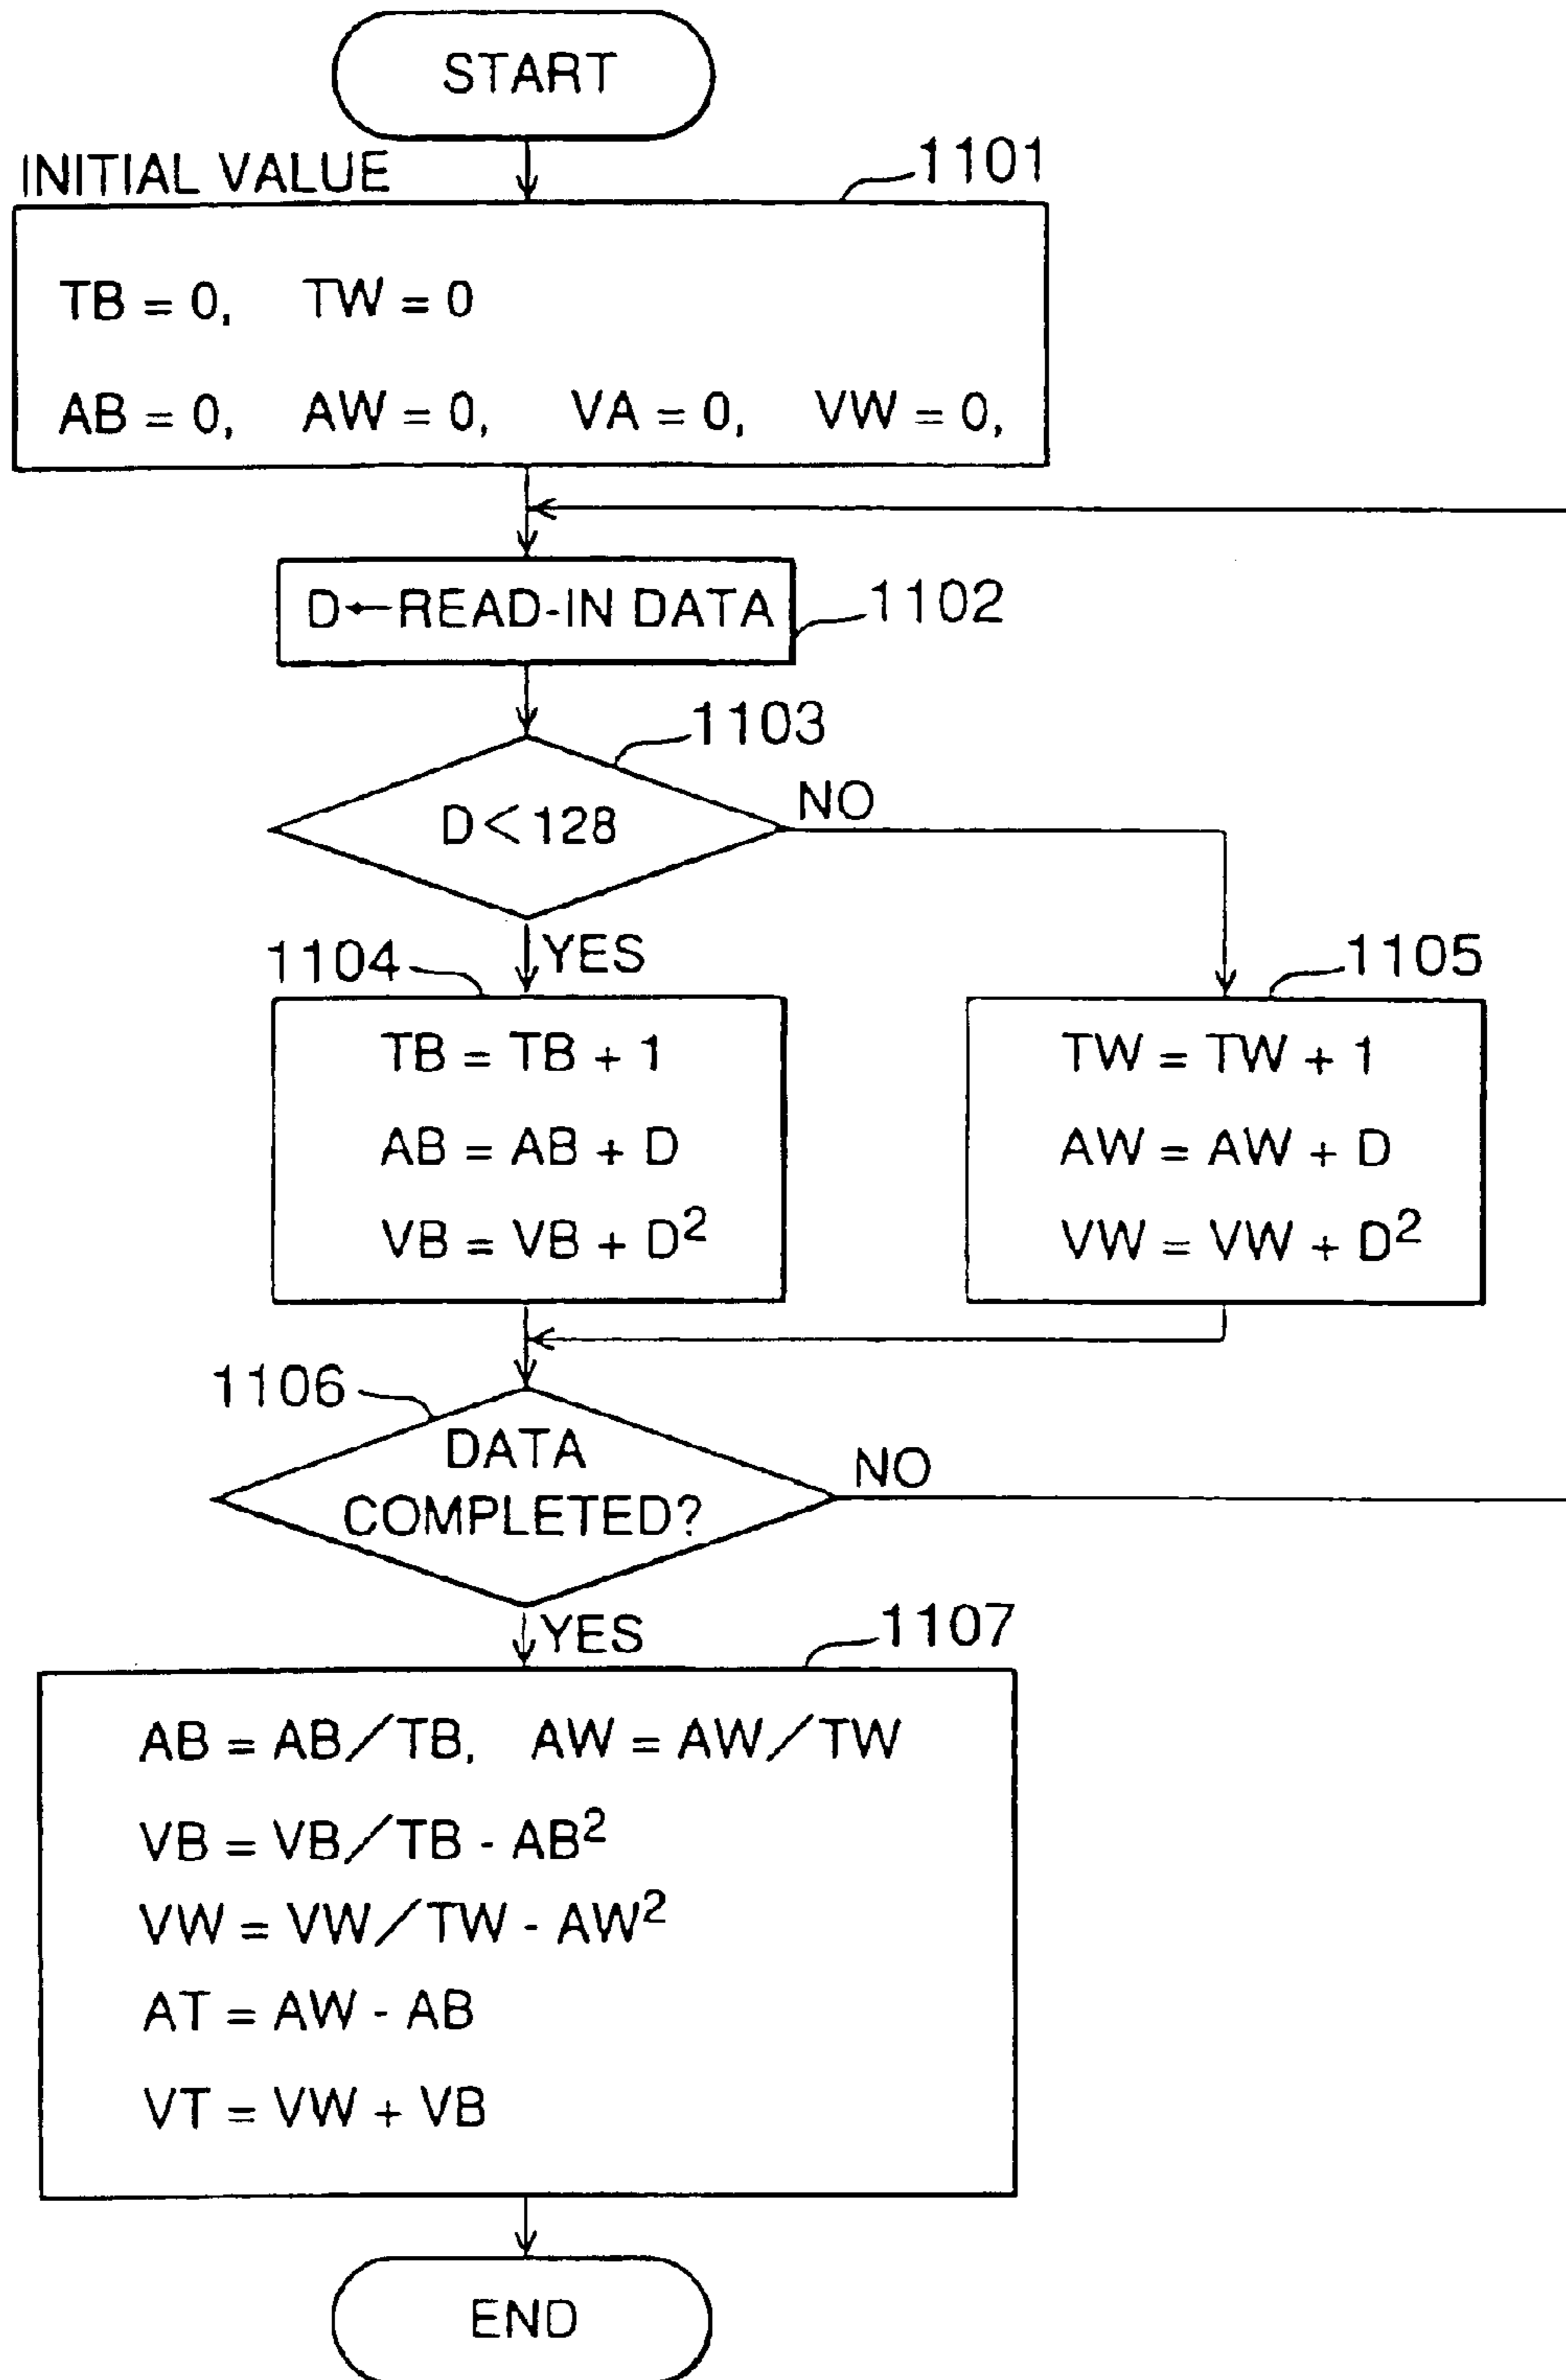 START
INITIAL VALUE
1101
TB = 0, TW = 0
AB = 0, AW = 0, VA = 0, VW = 0,
D←READ-IN DATA
1102
1103
D<128
NO
YES
1104
1105
TB = TB + 1
AB = AB + D
VB = VB + D²
TW = TW + 1
AW = AW + D
VW = VW + D²
1106
DATA
COMPLETED?
NO
YES
1107
AB = AB/TB, AW = AW/TW
VB = VB/TB - AB²
VW = VW/TW - AW²
AT = AW - AB
VT = VW + VB
END